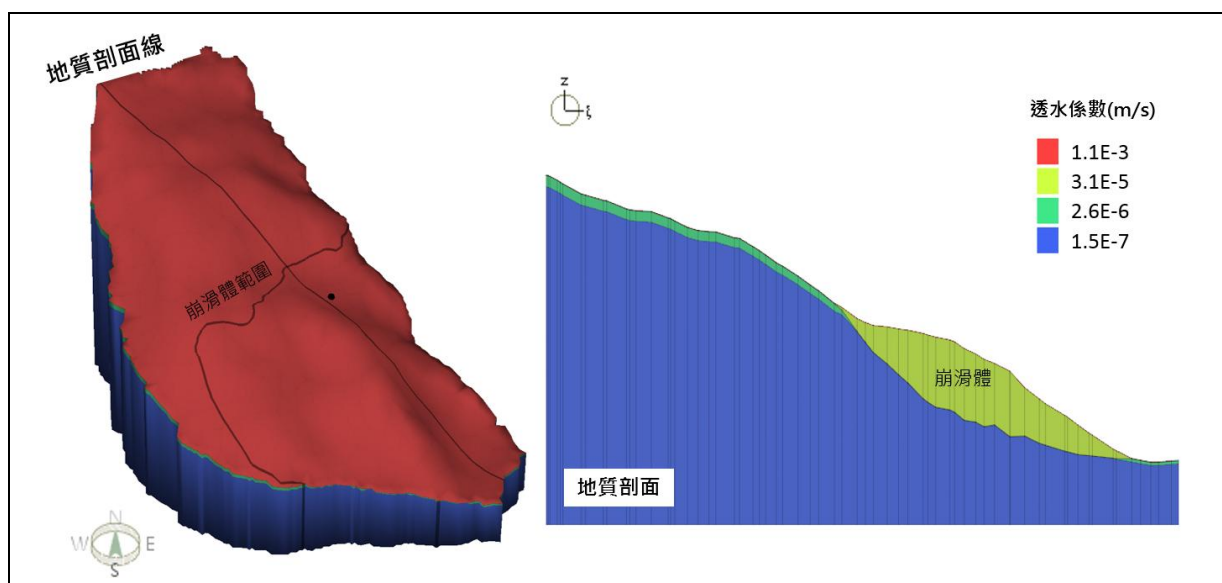 地質剖面線
崩滑體範圍
N
W
E
S
z
ξ
透水係數(m/s)
1.1E-3
3.1E-5
2.6E-6
1.5E-7
崩滑體
地質剖面